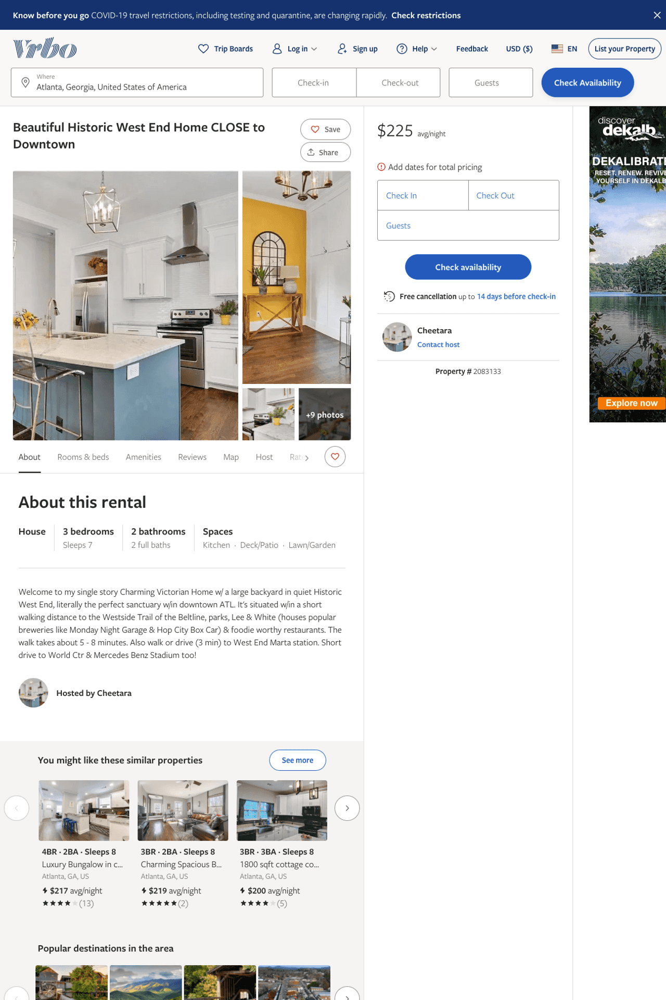 Know before you go COVID-19 travel restrictions, including testing and quarantine, are changing rapidly. Check restrictions
Vrbo
Trip Boards
Log in
Sign up
Help
Feedback
USD ($)
EN
List your Property
Where
Atlanta, Georgia, United States of America
Check-in
Check-out
Guests
Check Availability
Beautiful Historic West End Home CLOSE to
Downtown
Save
Share
+9 photos
$225 avg/night
Add dates for total pricing
Check In
Check Out
Guests
Check availability
Free cancellation up to 14 days before check-in
Cheetara
Contact host
Property # 2083133
discover
dekalb
DEKALIBRATE
RESET. RENEW. REVIVE
YOURSELF IN DEKALB
Explore now
About
Rooms & beds
Amenities
Reviews
Map
Host
About this rental
House
3 bedrooms
Sleeps 7
2 bathrooms
2 full baths
Spaces
Kitchen · Deck/Patio · Lawn/Garden
Welcome to my single story Charming Victorian Home w/ a large backyard in quiet Historic
West End, literally the perfect sanctuary w/in downtown ATL. It's situated w/in a short
walking distance to the Westside Trail of the Beltline, parks, Lee & White (houses popular
breweries like Monday Night Garage & Hop City Box Car) & foodie worthy restaurants. The
walk takes about 5 - 8 minutes. Also walk or drive (3 min) to West End Marta station. Short
drive to World Ctr & Mercedes Benz Stadium too!
Hosted by Cheetara
You might like these similar properties
See more
4BR · 2BA · Sleeps 8
Luxury Bungalow in c...
Atlanta, GA, US
$217 avg/night
(13)
3BR · 2BA · Sleeps 8
Charming Spacious B...
Atlanta, GA, US
$219 avg/night
(2)
3BR · 3BA · Sleeps 8
1800 sqft cottage co...
Atlanta, GA, US
$200 avg/night
(5)
Popular destinations in the area